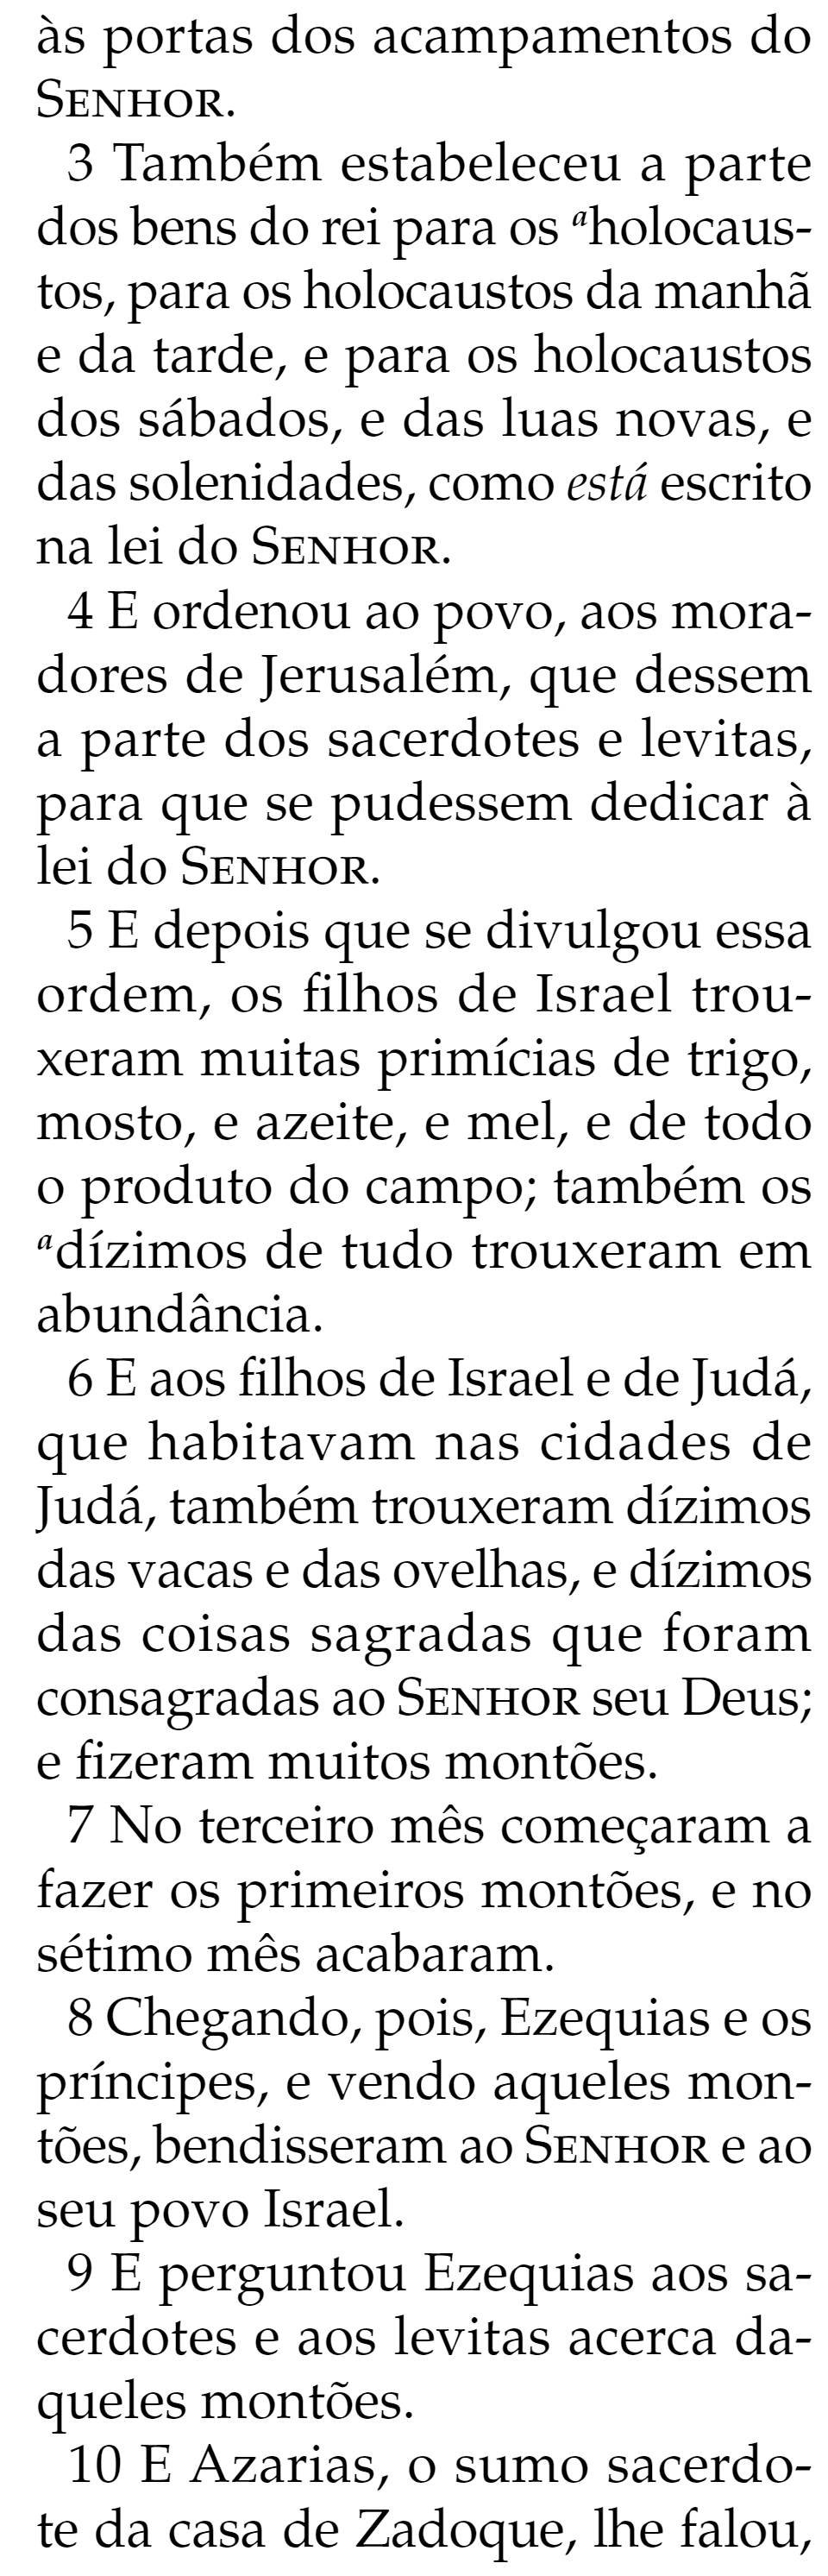 às portas dos acampamentos do
SENHOR.
3 Também estabeleceu a parte
dos bens do rei para os ᵃholocaus-
tos, para os holocaustos da manhã
e da tarde, e para os holocaustos
dos sábados, e das luas novas, e
das solenidades, como está escrito
na lei do SENHOR.
4 E ordenou ao povo, aos mora-
dores de Jerusalém, que dessem
a parte dos sacerdotes e levitas,
para que se pudessem dedicar à
lei do SENHOR.
5 E depois que se divulgou essa
ordem, os filhos de Israel trou-
xeram muitas primícias de trigo,
mosto, e azeite, e mel, e de todo
o produto do campo; também os
ᵃdízimos de tudo trouxeram em
abundância.
6 E aos filhos de Israel e de Judá,
que habitavam nas cidades de
Judá, também trouxeram dízimos
das vacas e das ovelhas, e dízimos
das coisas sagradas que foram
consagradas ao SENHOR seu Deus;
e fizeram muitos montões.
7 No terceiro mês começaram a
fazer os primeiros montões, e no
sétimo mês acabaram.
8 Chegando, pois, Ezequias e os
príncipes, e vendo aqueles mon-
tões, bendisseram ao SENHOR e ao
seu povo Israel.
9 E perguntou Ezequias aos sa-
cerdotes e aos levitas acerca da-
queles montões.
10 E Azarias, o sumo sacerdo-
te da casa de Zadoque, lhe falou,